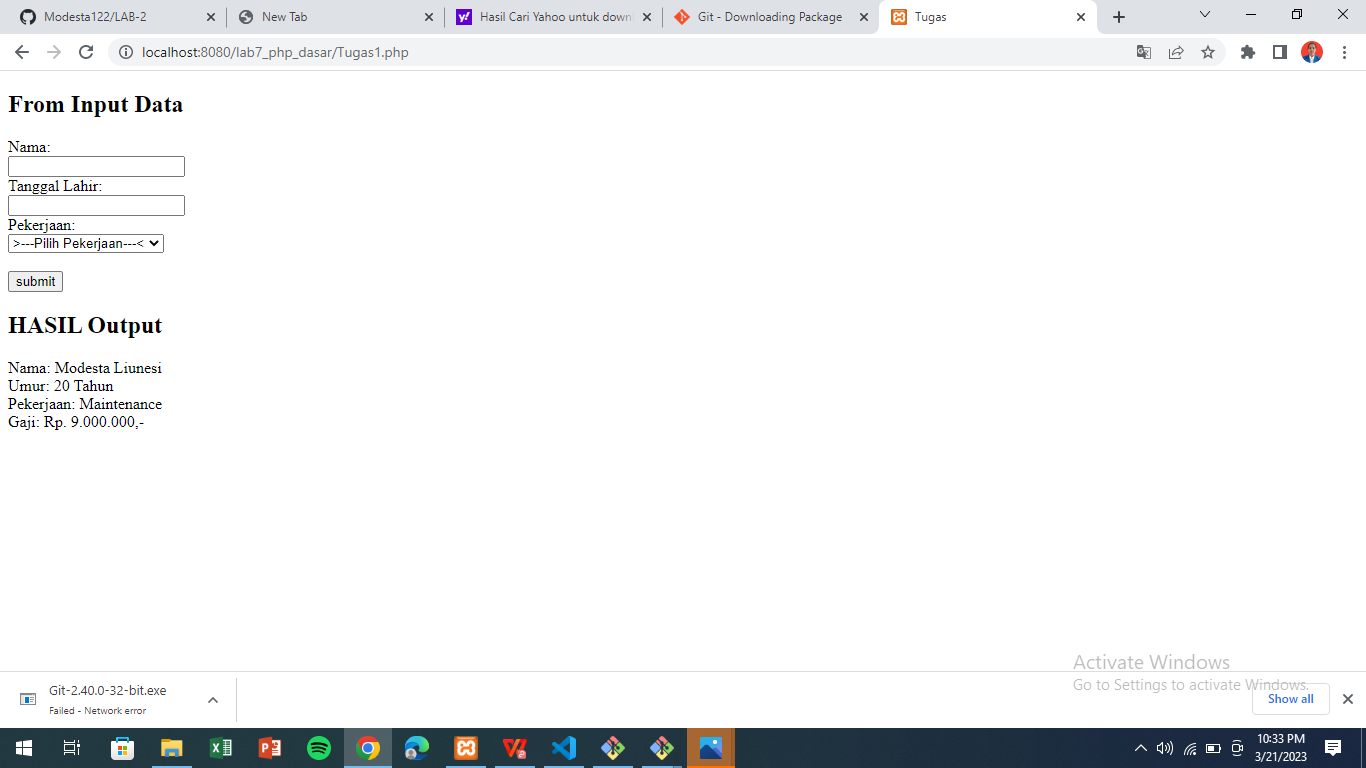 Modesta122/LAB-2
New Tab
Hasil Cari Yahoo untuk down
Git - Downloading Package
Tugas
localhost:8080/lab7_php_dasar/Tugas1.php
From Input Data
Nama:
Tanggal Lahir:
Pekerjaan:
>---Pilih Pekerjaan---<
submit
HASIL Output
Nama: Modesta Liunesi
Umur: 20 Tahun
Pekerjaan: Maintenance
Gaji: Rp. 9.000.000,-
Activate Windows
Go to Settings to activate Windows.
Git-2.40.0-32-bit.exe
Failed - Network error
Show all
10:33 PM
3/21/2023